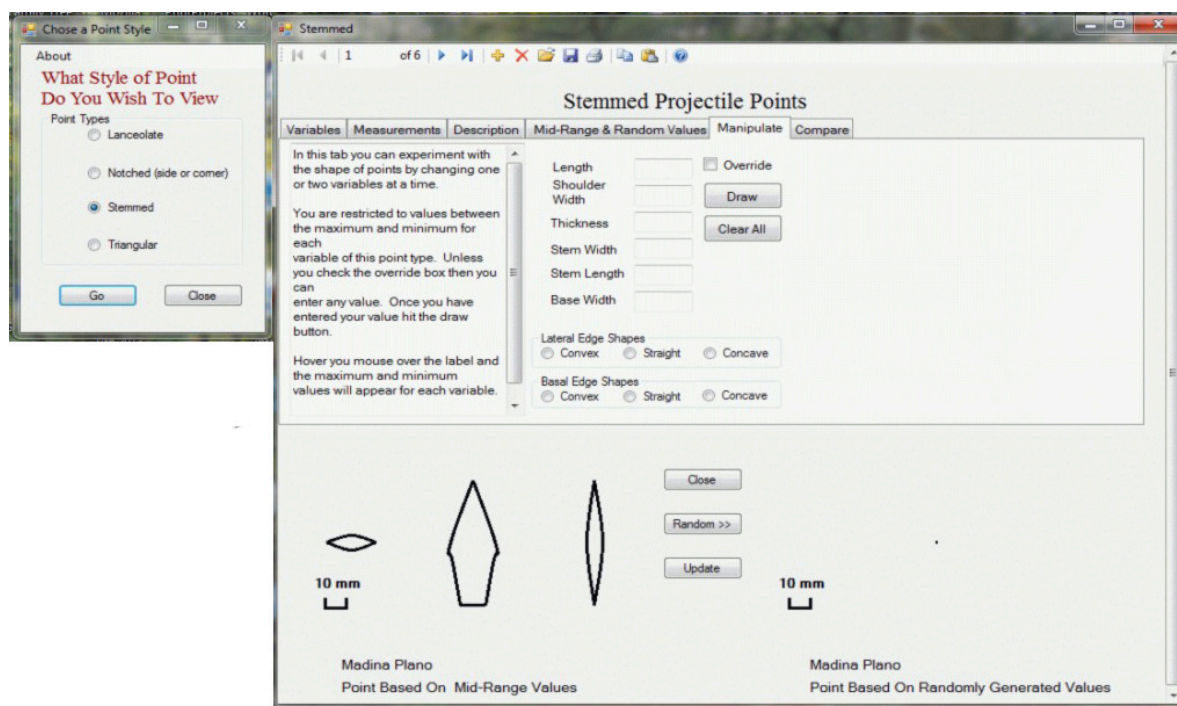 Chose a Point Style
About
What Style of Point
Do You Wish To View
Point Types
Lanceolate
Notched (side or corner)
Stemmed
Triangular
Go
Close
Stemmed
1 of 6
Stemmed Projectile Points
Variables
Measurements
Description
Mid-Range & Random Values
Manipulate
Compare
In this tab you can experiment with
the shape of points by changing one
or two variables at a time.
You are restricted to values between
the maximum and minimum for
each
variable of this point type. Unless
you check the override box then you
can
enter any value. Once you have
entered your value hit the draw
button.
Hover you mouse over the label and
the maximum and minimum
values will appear for each variable.
Length
Shoulder
Width
Thickness
Stem Width
Stem Length
Base Width
Override
Draw
Clear All
Lateral Edge Shapes
Convex
Straight
Concave
Basal Edge Shapes
Convex
Straight
Concave
Close
Random >>
Update
10 mm
10 mm
Madina Plano
Point Based On Mid-Range Values
Madina Plano
Point Based On Randomly Generated Values